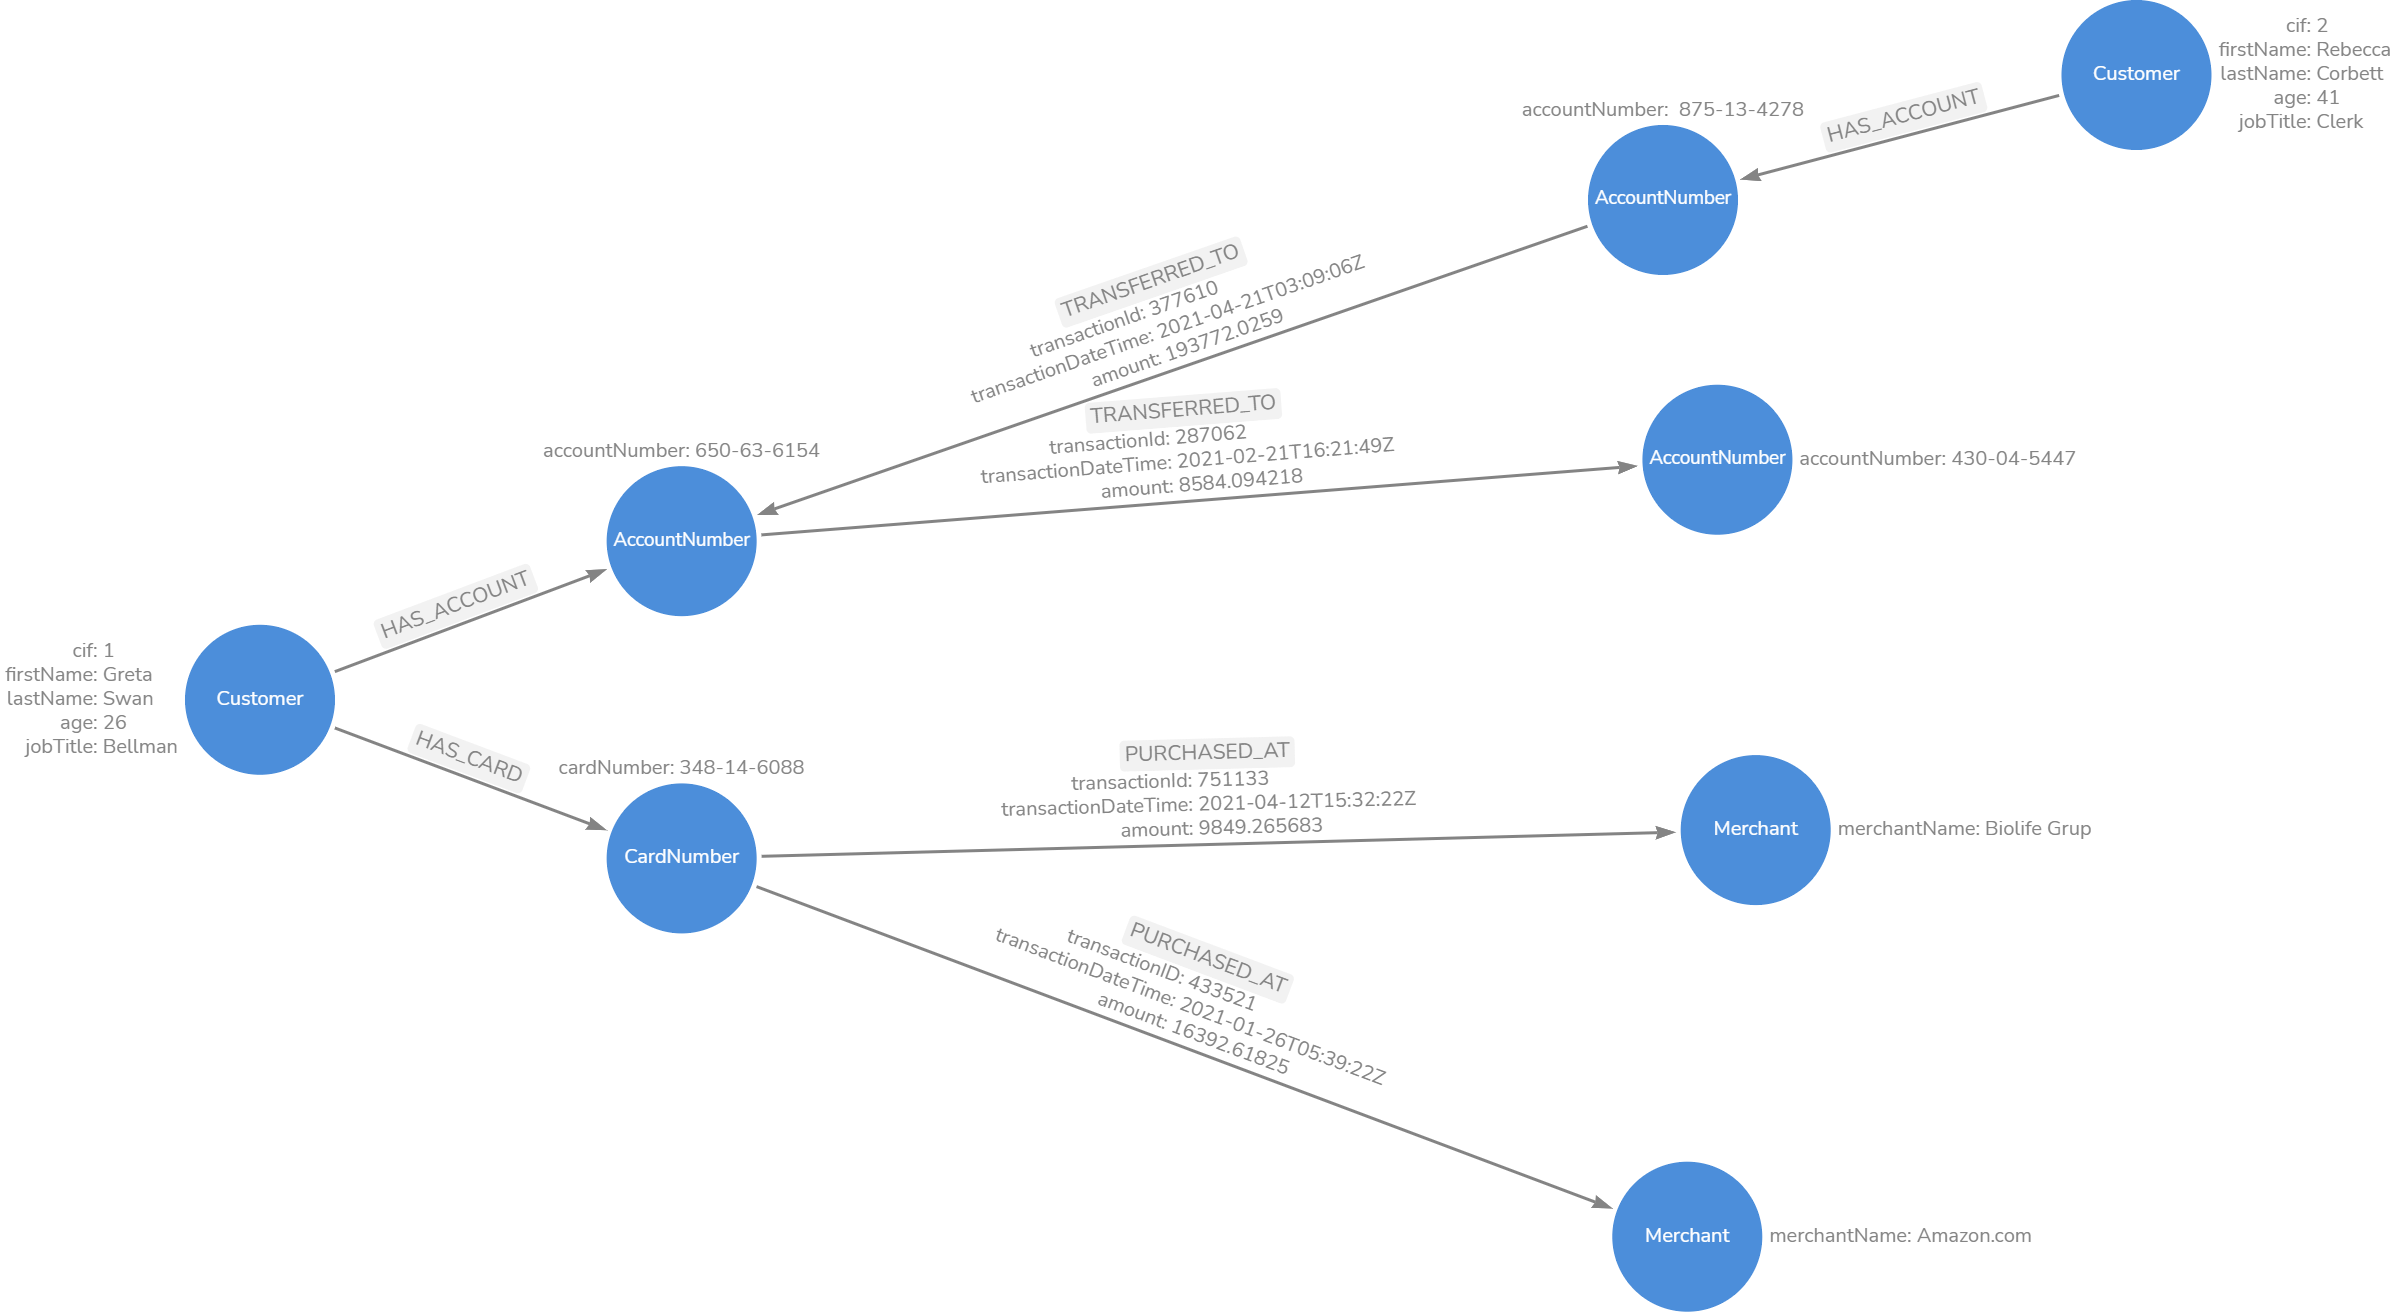 cif: 2
firstName: Rebecca
lastName: Corbett
age: 41
jobTitle: Clerk
Customer
HAS_ACCOUNT
accountNumber:  875-13-4278
AccountNumber
TRANSFERRED_TO
transactionId: 377610
transactionDateTime: 2021-04-21T03:09:06Z
amount: 193772.0259
TRANSFERRED_TO
transactionId: 287062
transactionDateTime: 2021-02-21T16:21:49Z
amount: 8584.094218
AccountNumber
accountNumber: 430-04-5447
accountNumber: 650-63-6154
AccountNumber
HAS_ACCOUNT
cif: 1
firstName: Greta
lastName: Swan
age: 26
jobTitle: Bellman
Customer
HAS_CARD
cardNumber: 348-14-6088
CardNumber
PURCHASED_AT
transactionId: 751133
transactionDateTime: 2021-04-12T15:32:22Z
amount: 9849.265683
Merchant
merchantName: Biolife Grup
PURCHASED_AT
transactionID: 433521
transactionDateTime: 2021-01-26T05:39:22Z
amount: 16392.61825
Merchant
merchantName: Amazon.com